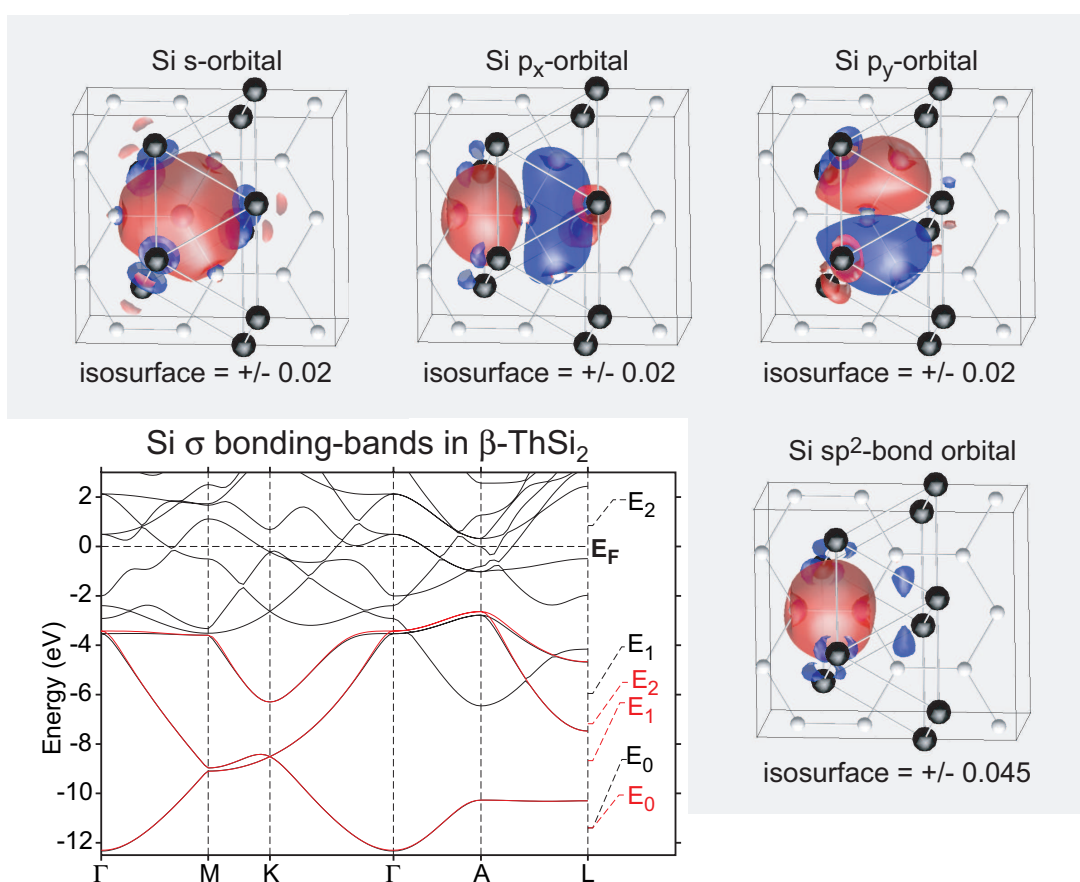 Si s-orbital
Si pₓ-orbital
Si p_y-orbital
isosurface = +/- 0.02
isosurface = +/- 0.02
isosurface = +/- 0.02
Si σ bonding-bands in β-ThSi₂
Energy (eV)
2
0
-2
-4
-6
-8
-10
-12
Γ
M
K
Γ
A
L
E₂
E_F
E₁
E₂
E₁
E₀
E₀
Si sp²-bond orbital
isosurface = +/- 0.045